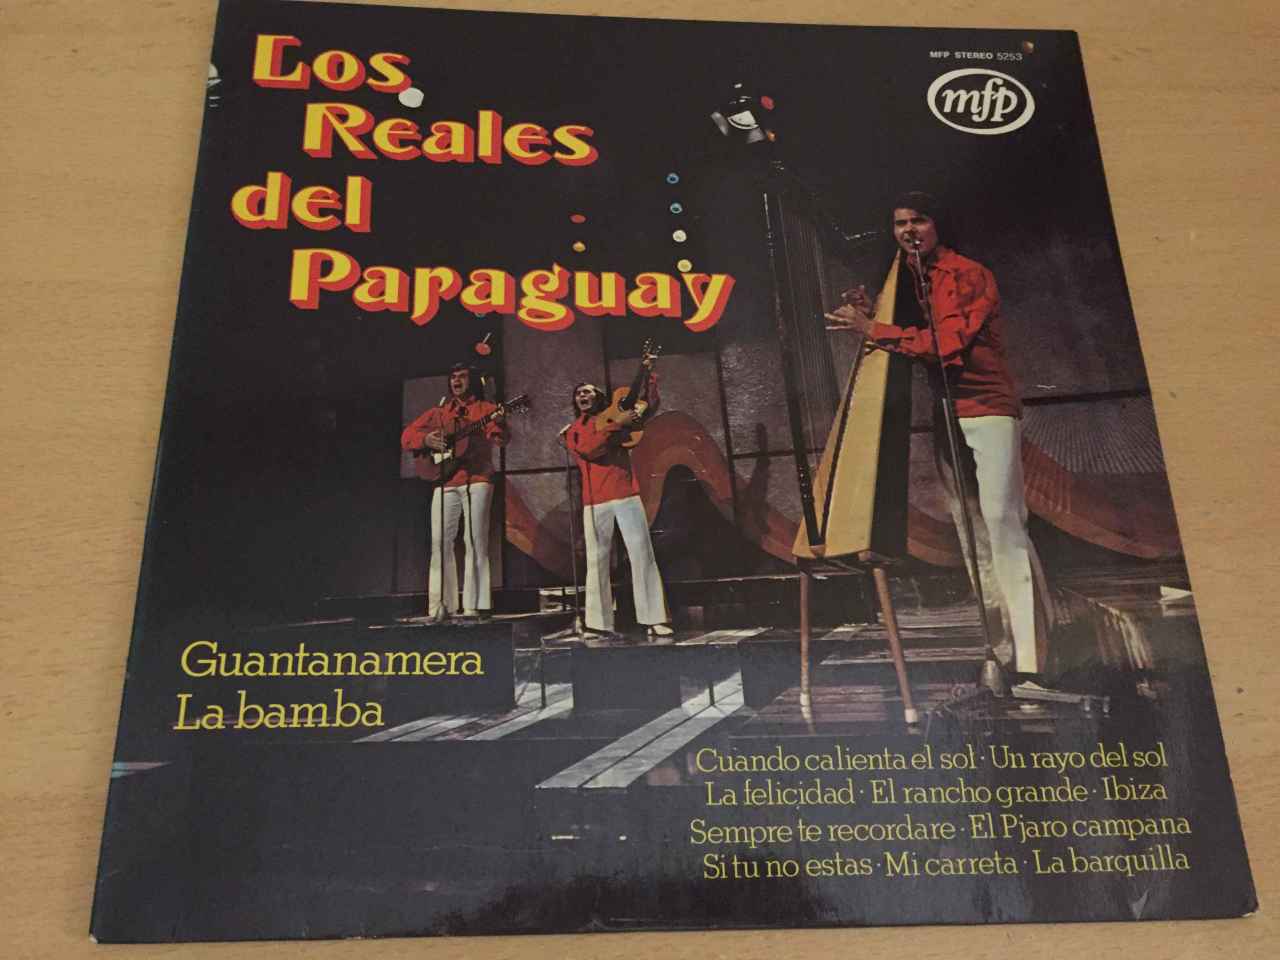 Los
Reales
del
Paraguay
MFP STEREO 5253
mfp
Guantanamera
La bamba
Cuando calienta el sol · Un rayo del sol
La felicidad · El rancho grande · Ibiza
Sempre te recordare · El Pjaro campana
Si tu no estas · Mi carreta · La barquilla